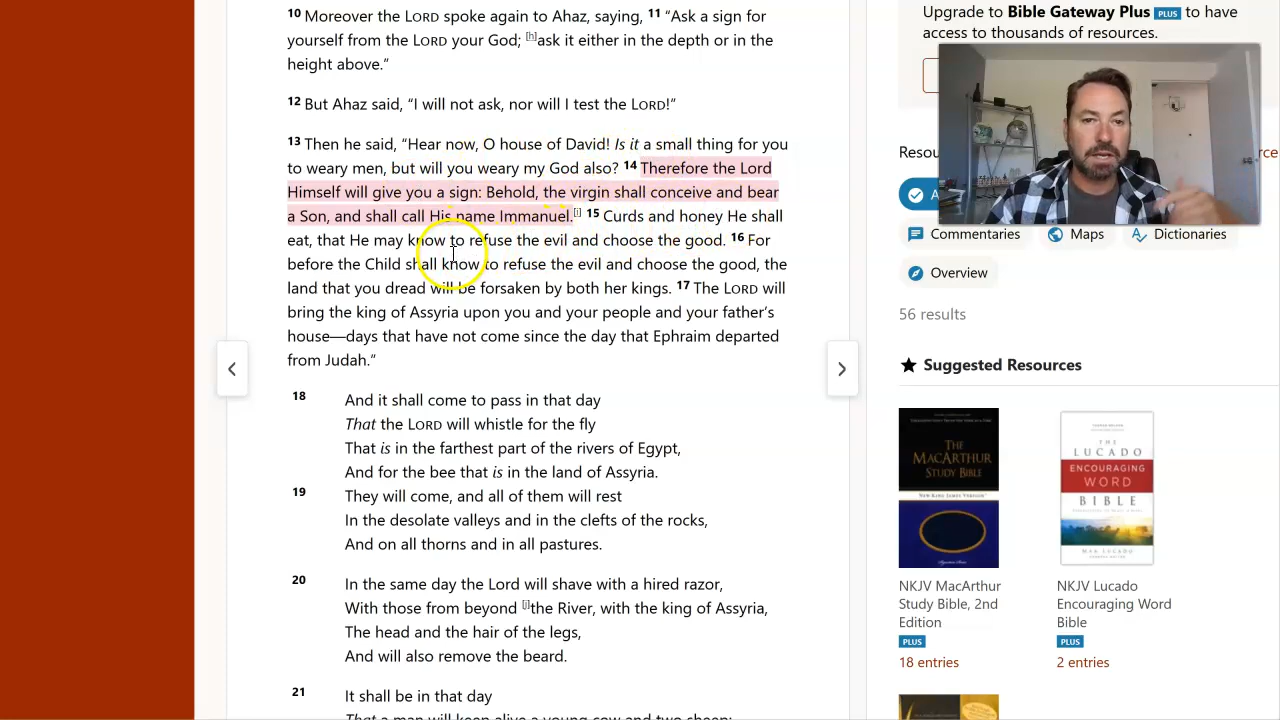 10 Moreover the LORD spoke again to Ahaz, saying, 11 “Ask a sign for
yourself from the LORD your God; [h]ask it either in the depth or in the
height above.”
12 But Ahaz said, “I will not ask, nor will I test the LORD!”
13 Then he said, “Hear now, O house of David! Is it a small thing for you
to weary men, but will you weary my God also? 14 Therefore the Lord
Himself will give you a sign: Behold, the virgin shall conceive and bear
a Son, and shall call His name Immanuel.[i] 15 Curds and honey He shall
eat, that He may know to refuse the evil and choose the good. 16 For
before the Child shall know to refuse the evil and choose the good, the
land that you dread will be forsaken by both her kings. 17 The LORD will
bring the king of Assyria upon you and your people and your father’s
house—days that have not come since the day that Ephraim departed
from Judah.”
18 And it shall come to pass in that day
That the LORD will whistle for the fly
That is in the farthest part of the rivers of Egypt,
And for the bee that is in the land of Assyria.
19 They will come, and all of them will rest
In the desolate valleys and in the clefts of the rocks,
And on all thorns and in all pastures.
20 In the same day the Lord will shave with a hired razor,
With those from beyond [j]the River, with the king of Assyria,
The head and the hair of the legs,
And will also remove the beard.
21 It shall be in that day
That a man will keep alive a young cow and two sheep;
Upgrade to Bible Gateway Plus PLUS to have
access to thousands of resources.
Commentaries
Maps
Dictionaries
Overview
56 results
Suggested Resources
THE
MACARTHUR
STUDY BIBLE
THE
LUCADO
ENCOURAGING
WORD
BIBLE
MAX LUCADO
NKJV MacArthur
Study Bible, 2nd
Edition
PLUS
18 entries
NKJV Lucado
Encouraging Word
Bible
PLUS
2 entries